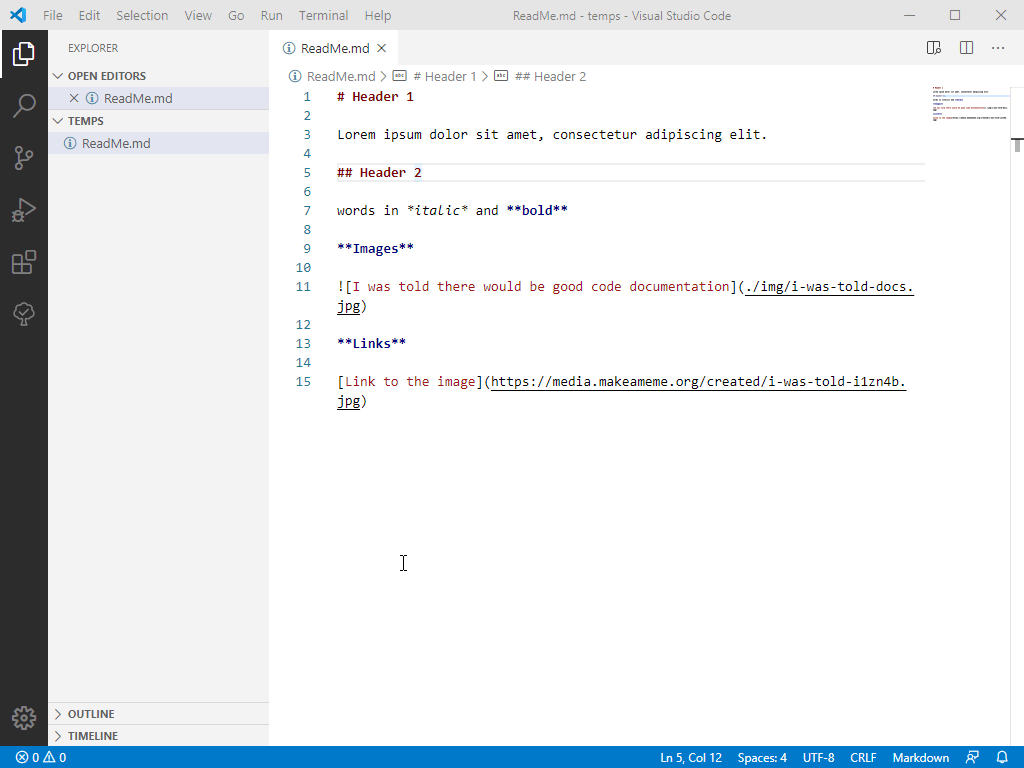 File Edit Selection View Go Run Terminal Help ReadMe.md - temps - Visual Studio Code
EXPLORER
OPEN EDITORS
ReadMe.md
TEMPS
ReadMe.md
OUTLINE
TIMELINE
ReadMe.md
ReadMe.md > # Header 1 > ## Header 2
1 # Header 1
2
3 Lorem ipsum dolor sit amet, consectetur adipiscing elit.
4
5 ## Header 2
6
7 words in *italic* and **bold**
8
9 **Images**
10
11 ![I was told there would be good code documentation](./img/i-was-told-docs.
jpg)
12
13 **Links**
14
15 [Link to the image](https://media.makeameme.org/created/i-was-told-i1zn4b.
jpg)
0 0 Ln 5, Col 12 Spaces: 4 UTF-8 CRLF Markdown